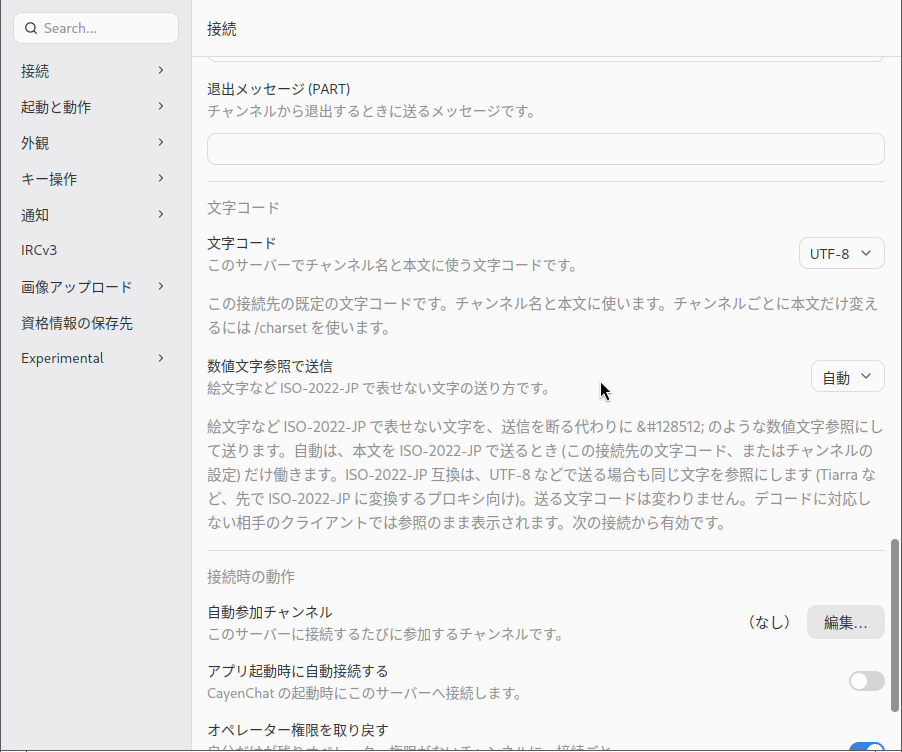 Search...
接続
起動と動作
外観
キー操作
通知
IRCv3
画像アップロード
資格情報の保存先
Experimental
接続
退出メッセージ (PART)
チャンネルから退出するときに送るメッセージです。
文字コード
文字コード
このサーバーでチャンネル名と本文に使う文字コードです。
UTF-8
この接続先の既定の文字コードです。チャンネル名と本文に使います。チャンネルごとに本文だけ変え
るには /charset を使います。
数値文字参照で送信
絵文字など ISO-2022-JP で表せない文字の送り方です。
自動
絵文字など ISO-2022-JP で表せない文字を、送信を断る代わりに &#128512; のような数値文字参照にし
て送ります。自動は、本文を ISO-2022-JP で送るとき (この接続先の文字コード、またはチャンネルの
設定) だけ働きます。ISO-2022-JP 互換は、UTF-8 などで送る場合も同じ文字を参照にします (Tiarra な
ど、先で ISO-2022-JP に変換するプロキシ向け)。送る文字コードは変わりません。デコードに対応し
ない相手のクライアントでは参照のまま表示されます。次の接続から有効です。
接続時の動作
自動参加チャンネル
このサーバーに接続するたびに参加するチャンネルです。
（なし）
編集…
アプリ起動時に自動接続する
CayenChat の起動時にこのサーバーへ接続します。
オペレーター権限を取り戻す